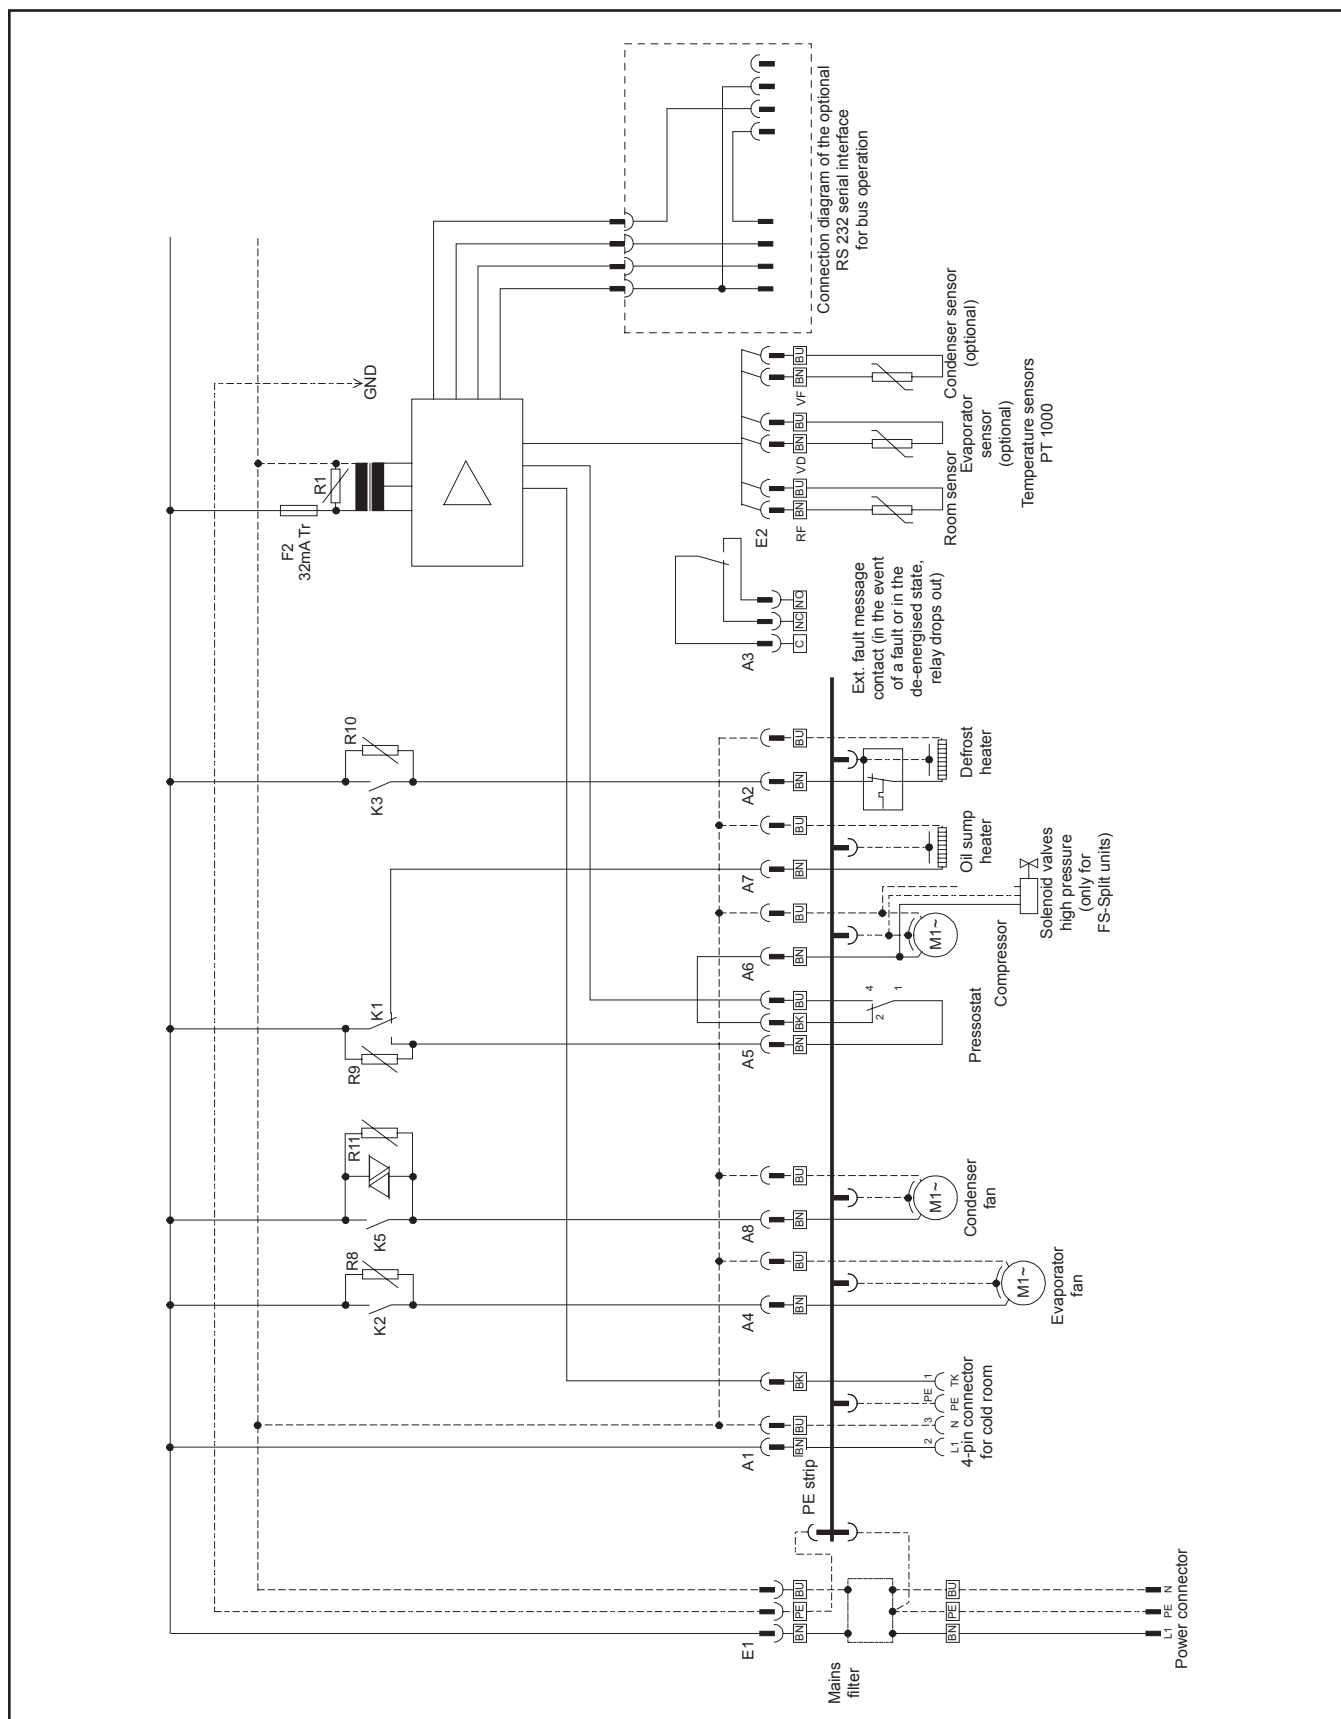 Connection diagram of the optional
RS 232 serial interface
for bus operation
GND
R1
F2
32mA Tr
E2
RF
BN
BU
VD
BN
BU
VF
BN
BU
Room sensor
Evaporator
sensor
(optional)
Condenser sensor
(optional)
Temperature sensors
PT 1000
A3
C
NC
NO
Ext. fault message
contact (in the event
of a fault or in the
de-energised state,
relay drops out)
R10
K3
A2
BN
BU
Defrost
heater
A7
BN
BU
Oil sump
heater
A6
BN
BU
M1~
Compressor
Solenoid valves
high pressure
(only for
FS-Split units)
K1
R9
A5
BN
BK
BU
4
2
1
Pressostat
R11
K5
A8
BN
BU
M1~
Condenser
fan
R8
K2
A4
BN
BU
M1~
Evaporator
fan
A1
BN
BU
BK
2
3
PE
1
L1
N
PE
TK
4-pin connector
for cold room
PE strip
E1
BN
PE
BU
Mains
filter
BN
PE
BU
L1
PE
N
Power connector